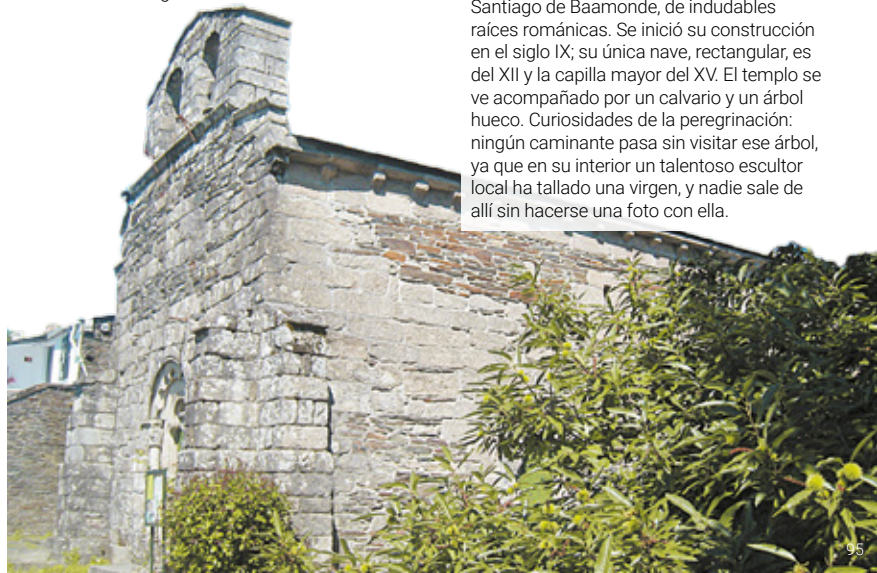 Santiago de Baamonde, de indudables
raíces románicas. Se inició su construcción
en el siglo IX; su única nave, rectangular, es
del XII y la capilla mayor del XV. El templo se
ve acompañado por un calvario y un árbol
hueco. Curiosidades de la peregrinación:
ningún caminante pasa sin visitar ese árbol,
ya que en su interior un talentoso escultor
local ha tallado una virgen, y nadie sale de
allí sin hacerse una foto con ella.
95